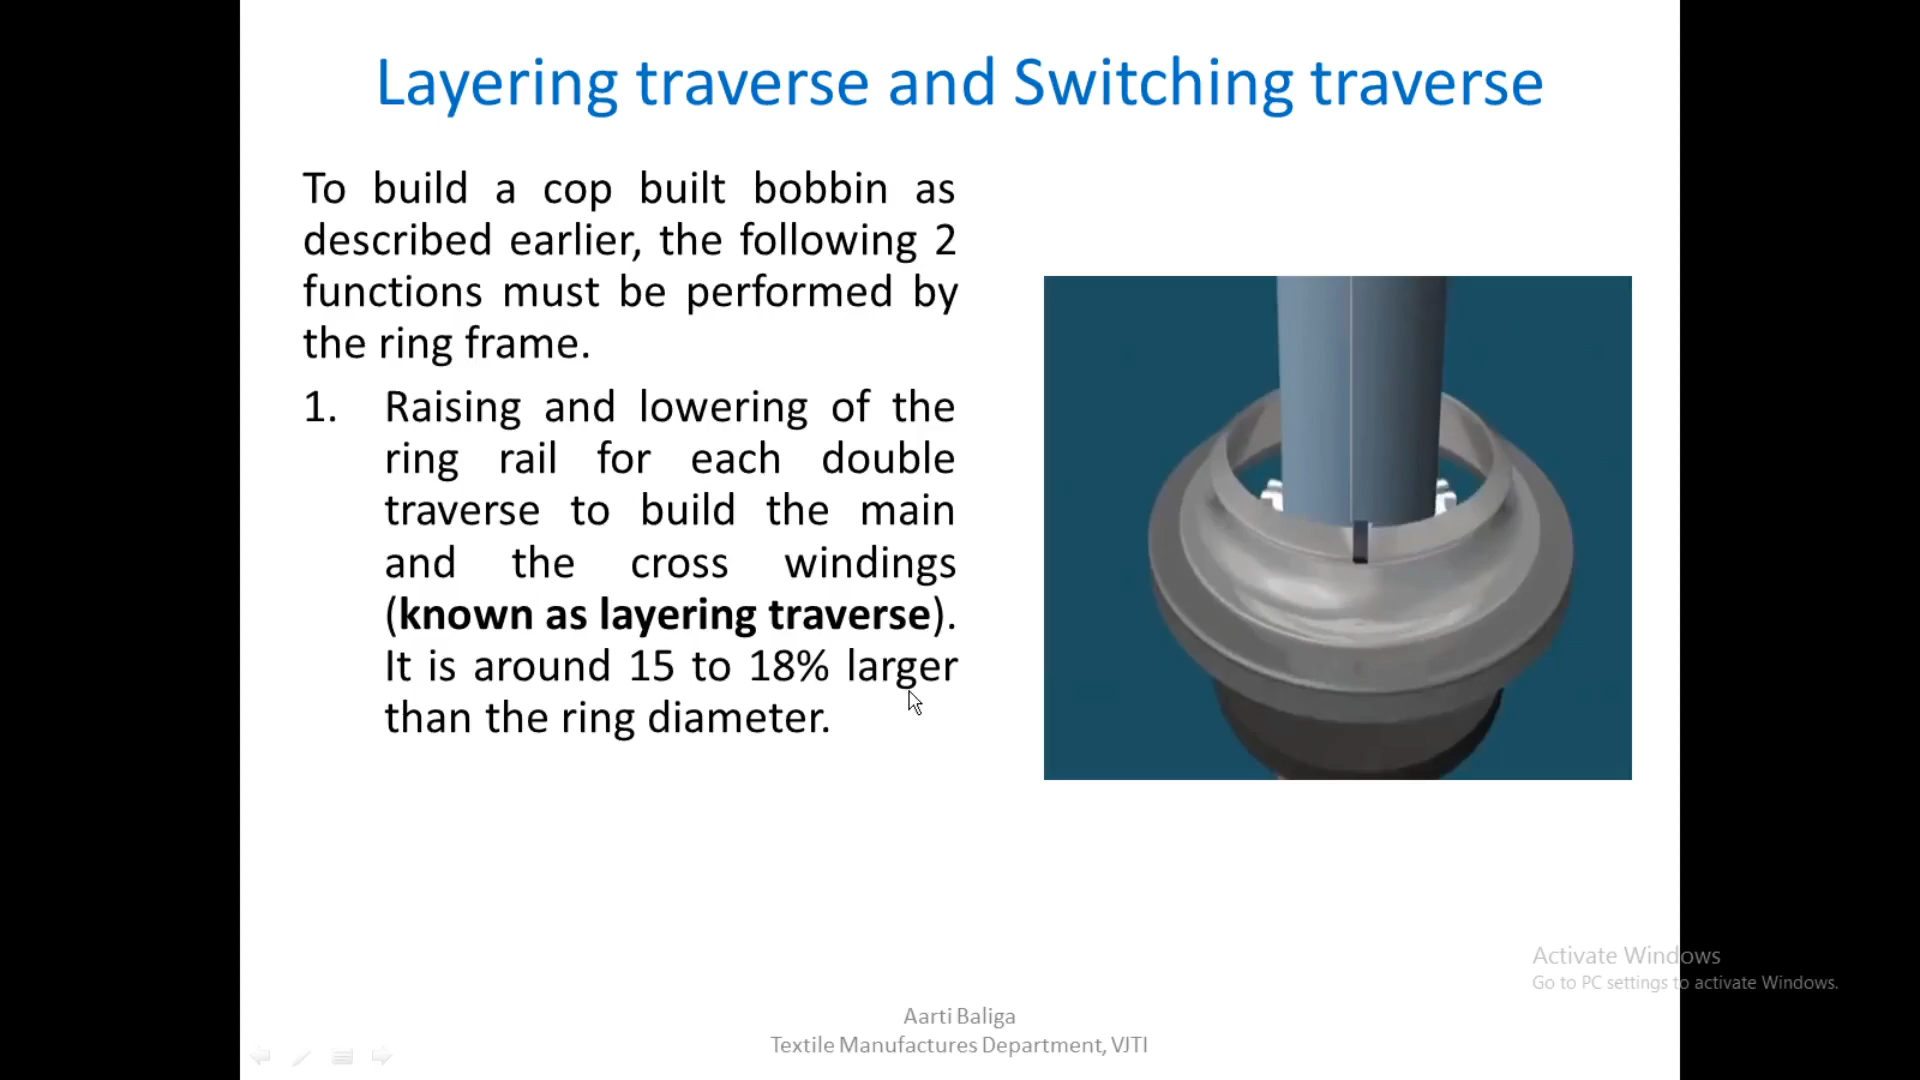 Layering traverse and Switching traverse
To build a cop built bobbin as
described earlier, the following 2
functions must be performed by
the ring frame.
1. Raising and lowering of the
ring rail for each double
traverse to build the main
and the cross windings
(known as layering traverse).
It is around 15 to 18% larger
than the ring diameter.
Activate Windows
Go to PC settings to activate Windows.
Aarti Baliga
Textile Manufactures Department, VJTI